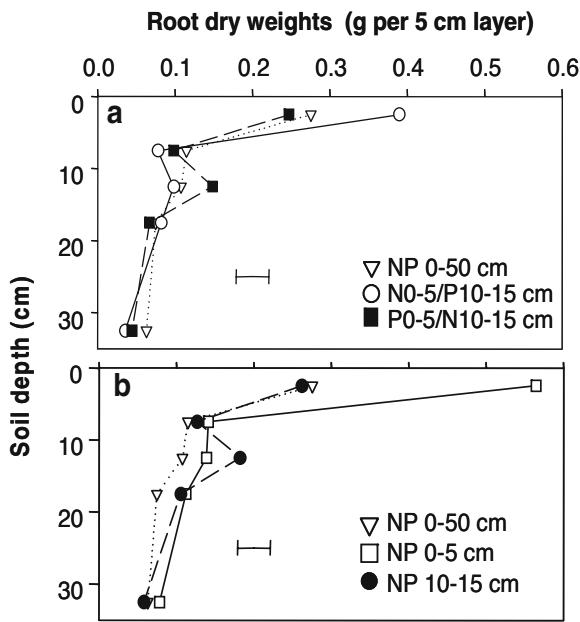 Root dry weights (g per 5 cm layer)
0.0 0.1 0.2 0.3 0.4 0.5 0.6
a
0
10
20
30
NP 0-50 cm
N0-5/P10-15 cm
P0-5/N10-15 cm
Soil depth (cm)
b
0
10
20
30
NP 0-50 cm
NP 0-5 cm
NP 10-15 cm